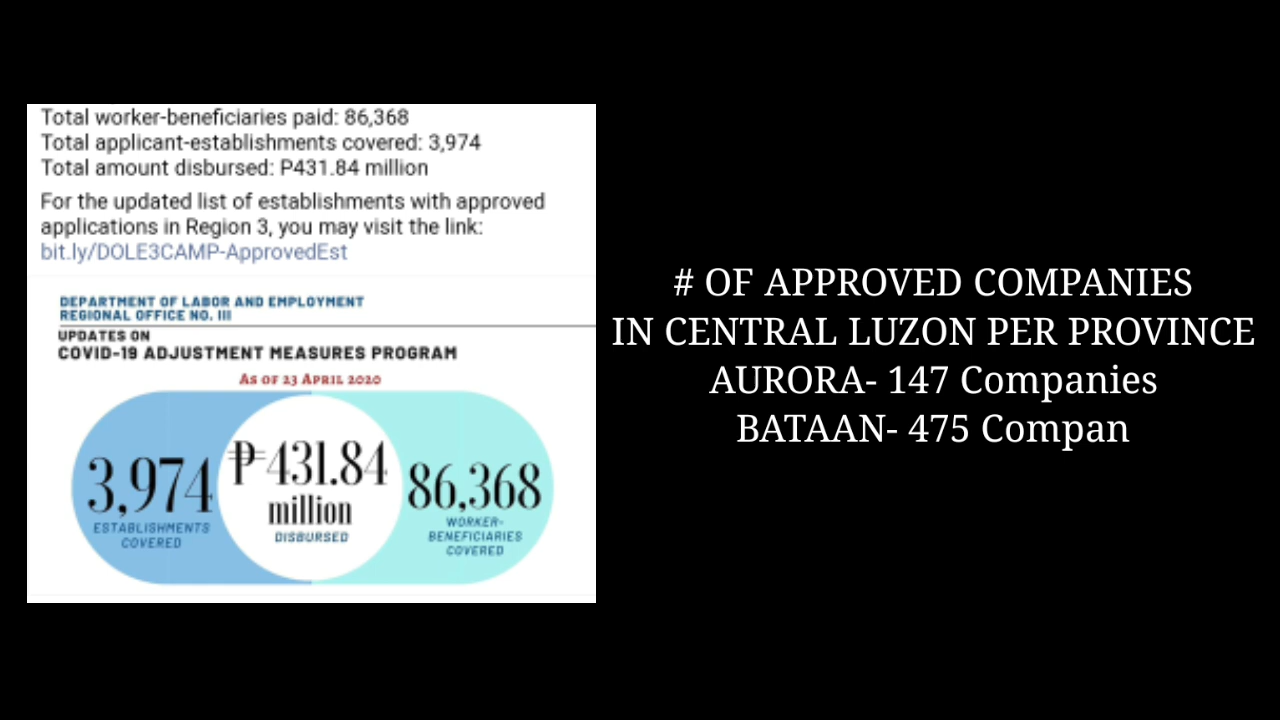 Total worker-beneficiaries paid: 86,368
Total applicant-establishments covered: 3,974
Total amount disbursed: P431.84 million
For the updated list of establishments with approved
applications in Region 3, you may visit the link:
bit.ly/DOLE3CAMP-ApprovedEst
DEPARTMENT OF LABOR AND EMPLOYMENT
REGIONAL OFFICE NO. III
UPDATES ON
COVID-19 ADJUSTMENT MEASURES PROGRAM
AS OF 23 APRIL 2020
3,974
ESTABLISHMENTS
COVERED
₱431.84
million
DISBURSED
86,368
WORKER-
BENEFICIARIES
COVERED
# OF APPROVED COMPANIES
IN CENTRAL LUZON PER PROVINCE
AURORA- 147 Companies
BATAAN- 475 Compan